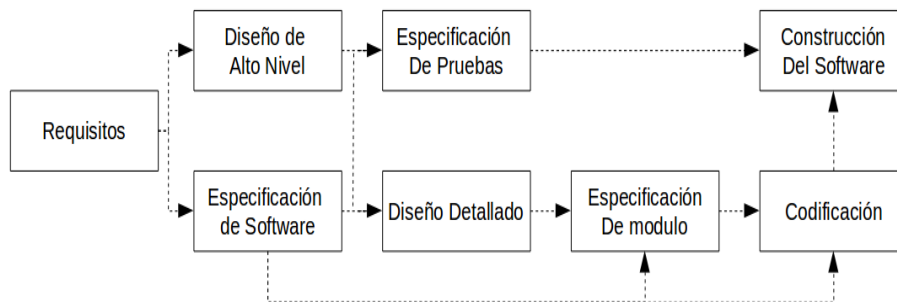 Diseño de
Alto Nivel
Especificación
De Pruebas
Construcción
Del Software
Requisitos
Especificación
de Software
Diseño Detallado
Especificación
De modulo
Codificación